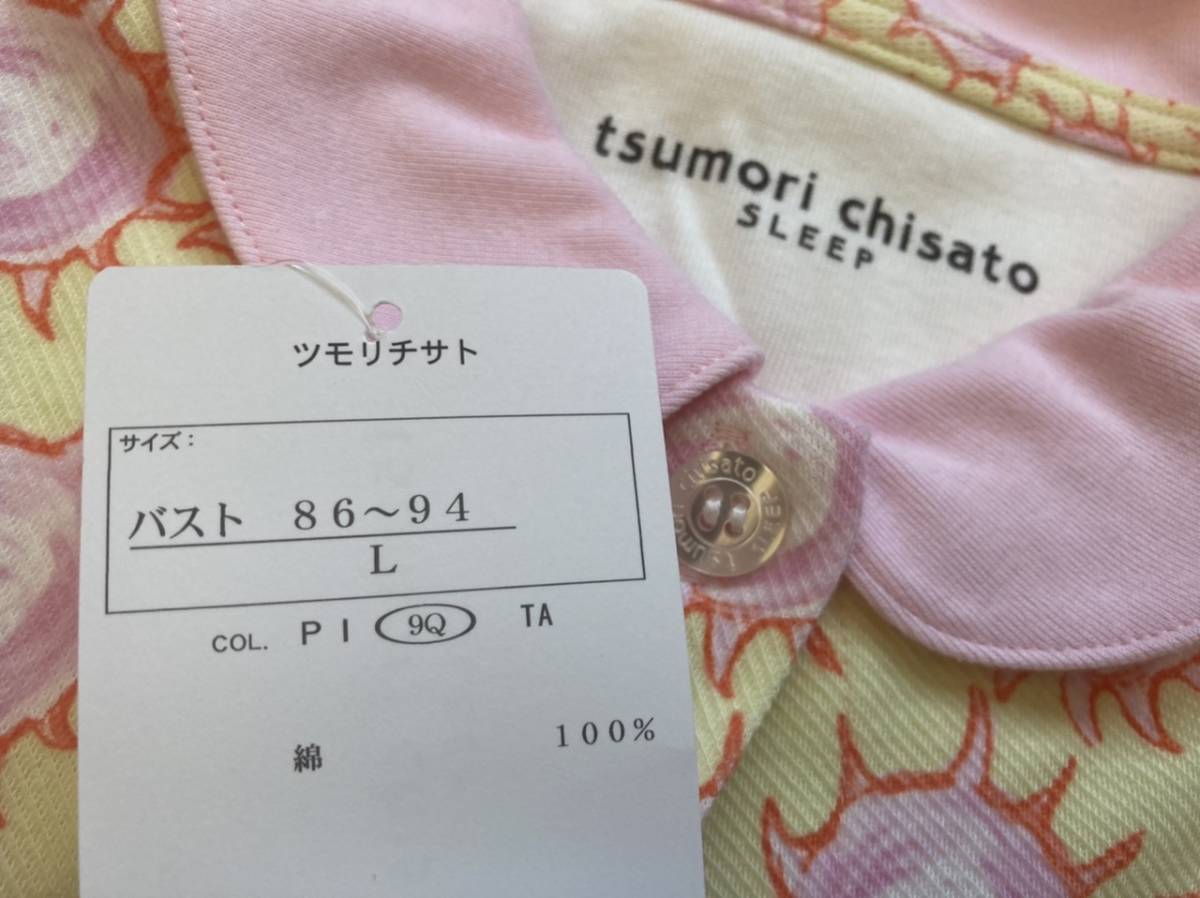 tsumori chisato
SLEEP
ツモリチサト
サイズ：
バスト　８６～９４
L
COL. PI 9Q TA
綿 １００％